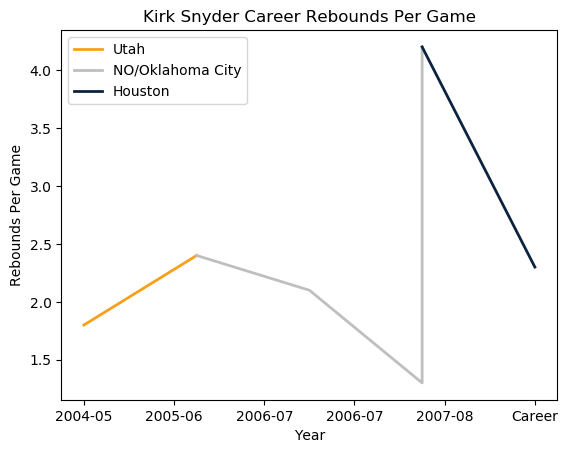 Kirk Snyder Career Rebounds Per Game
Utah
NO/Oklahoma City
Houston
Rebounds Per Game
4.0
3.5
3.0
2.5
2.0
1.5
2004-05 2005-06 2006-07 2006-07 2007-08 Career
Year